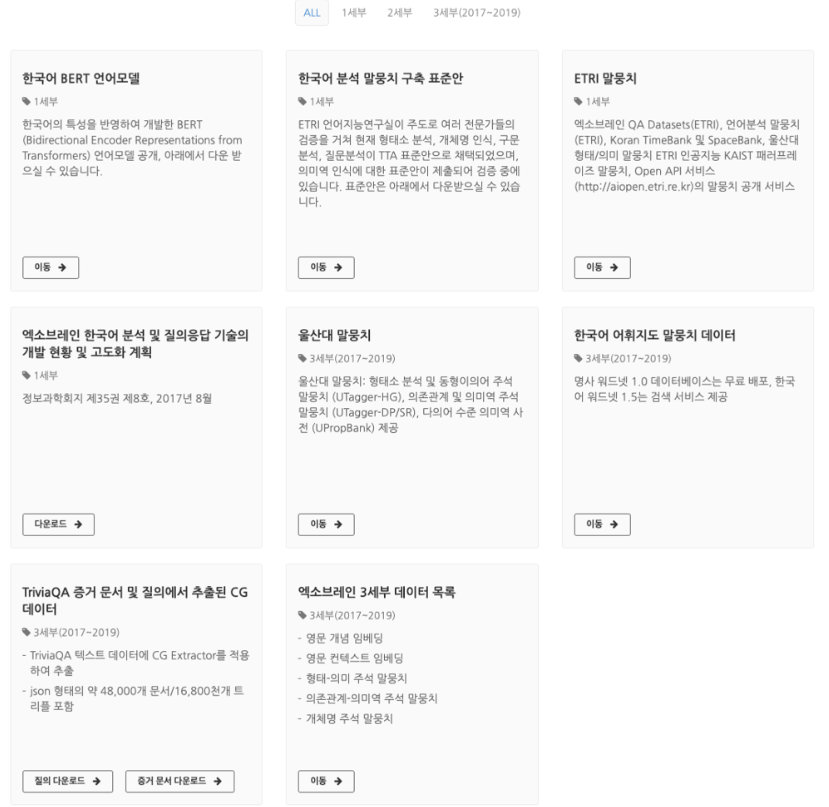 ALL 1세부 2세부 3세부(2017~2019)
한국어 BERT 언어모델
1세부
한국어의 특성을 반영하여 개발한 BERT
(Bidirectional Encoder Representations from
Transformers) 언어모델 공개, 아래에서 다운 받
으실 수 있습니다.
이동
한국어 분석 말뭉치 구축 표준안
1세부
ETRI 언어지능연구실이 주도로 여러 전문가들의
검증을 거쳐 현재 형태소 분석, 개체명 인식, 구문
분석, 질문분석이 TTA 표준안으로 채택되었으며,
의미역 인식에 대한 표준안이 제출되어 검증 중에
있습니다. 표준안은 아래에서 다운받으실 수 있습
니다.
이동
ETRI 말뭉치
1세부
엑소브레인 QA Datasets(ETRI), 언어분석 말뭉치
(ETRI), Koran TimeBank 및 SpaceBank, 울산대
형태/의미 말뭉치 ETRI 인공지능 KAIST 패러프레
이즈 말뭉치, Open API 서비스
(http://aiopen.etri.re.kr)의 말뭉치 공개 서비스
이동
엑소브레인 한국어 분석 및 질의응답 기술의
개발 현황 및 고도화 계획
1세부
정보과학회지 제35권 제8호, 2017년 8월
다운로드
울산대 말뭉치
3세부(2017~2019)
울산대 말뭉치: 형태소 분석 및 동형이의어 주석
말뭉치 (UTagger-HG), 의존관계 및 의미역 주석
말뭉치 (UTagger-DP/SR), 다의어 수준 의미역 사
전 (UPropBank) 제공
이동
한국어 어휘지도 말뭉치 데이터
3세부(2017~2019)
명사 워드넷 1.0 데이터베이스는 무료 배포, 한국
어 워드넷 1.5는 검색 서비스 제공
이동
TriviaQA 증거 문서 및 질의에서 추출된 CG
데이터
3세부(2017~2019)
- TriviaQA 텍스트 데이터에 CG Extractor를 적용
하여 추출
- json 형태의 약 48,000개 문서/16,800천개 트
리플 포함
질의 다운로드 증거 문서 다운로드
엑소브레인 3세부 데이터 목록
3세부(2017~2019)
- 영문 개념 임베딩
- 영문 컨텍스트 임베딩
- 형태-의미 주석 말뭉치
- 의존관계-의미역 주석 말뭉치
- 개체명 주석 말뭉치
이동